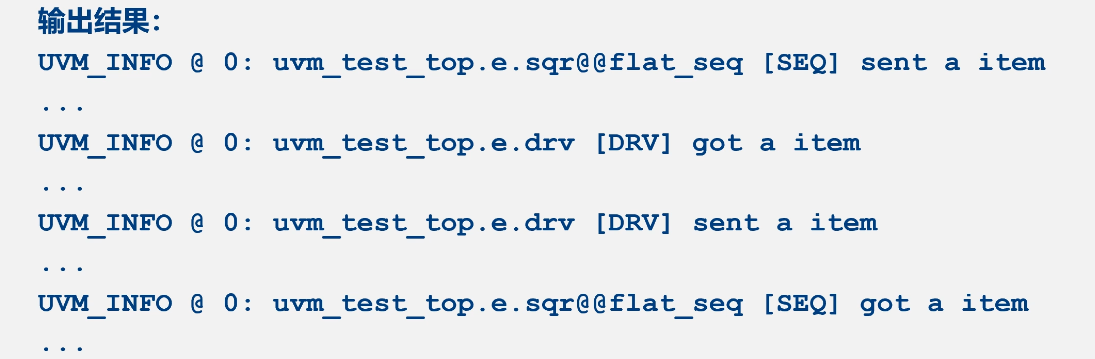 输出结果：
UVM_INFO @ 0: uvm_test_top.e.sqr@@flat_seq [SEQ] sent a item
...
UVM_INFO @ 0: uvm_test_top.e.drv [DRV] got a item
...
UVM_INFO @ 0: uvm_test_top.e.drv [DRV] sent a item
...
UVM_INFO @ 0: uvm_test_top.e.sqr@@flat_seq [SEQ] got a item
...